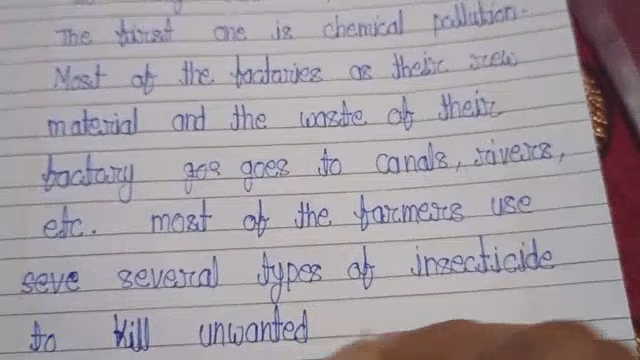 The first one is chemical pollution.
Most of the factories as their rew
material and the waste of their
factory gos goes to canals, rivers,
etc. most of the farmers use
seve several types of insecticide
to kill unwanted